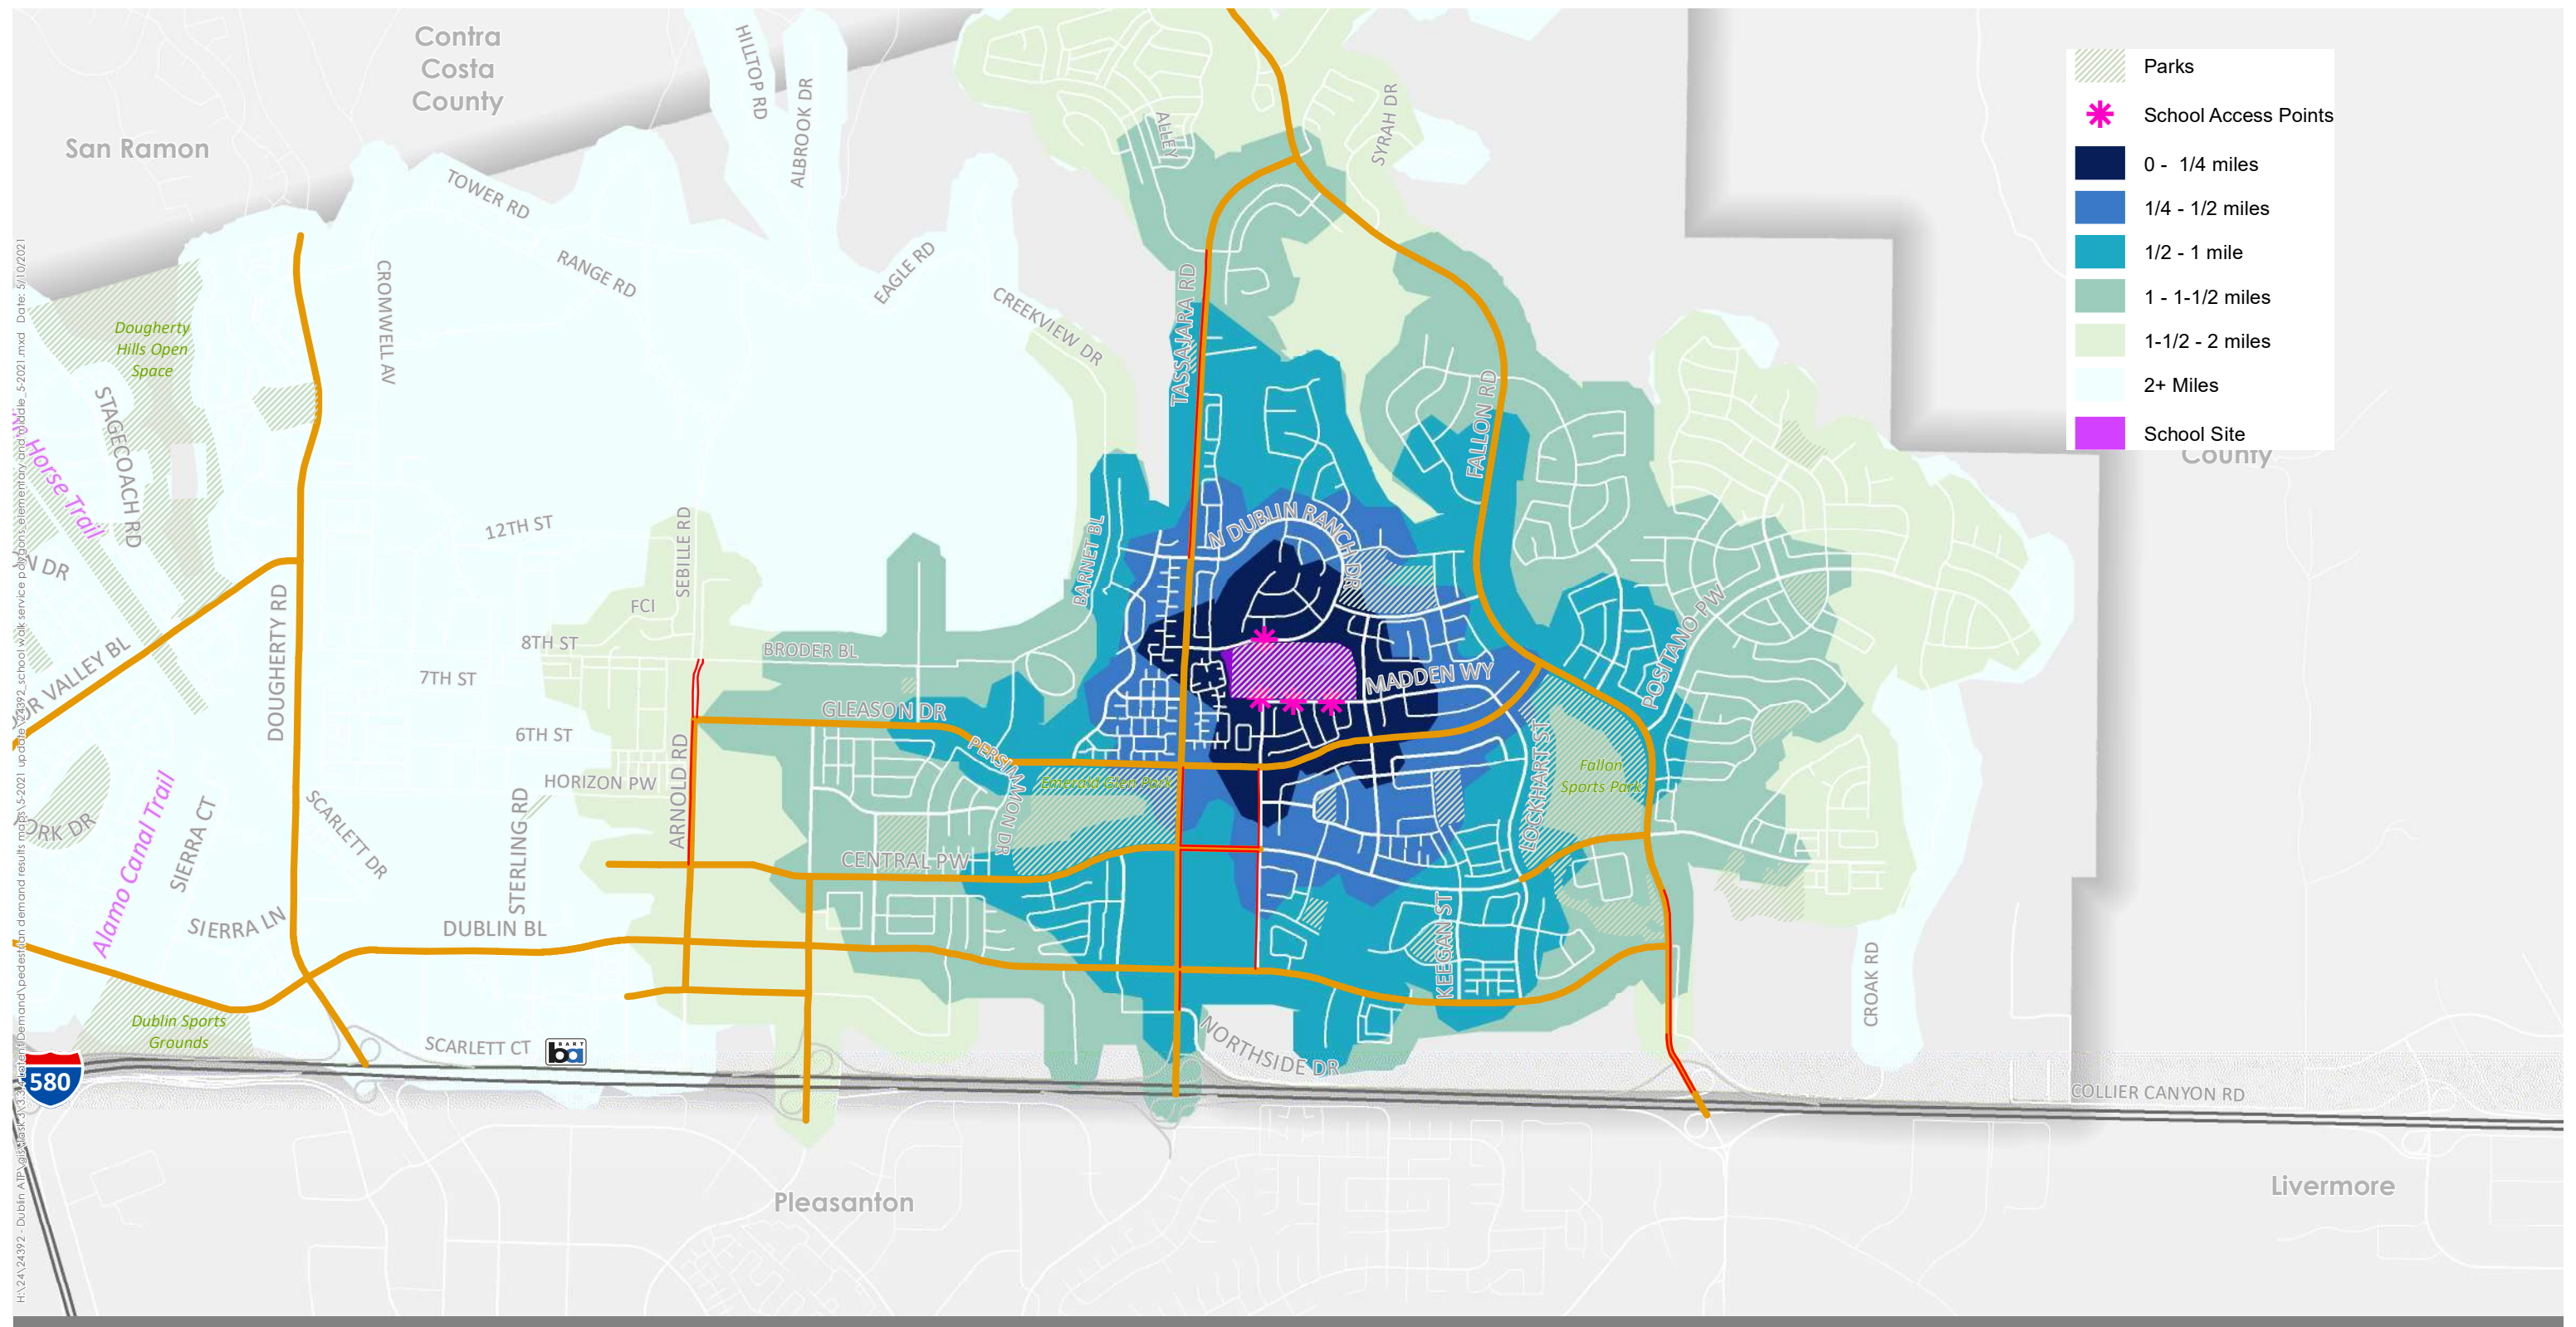 Contra
Costa
County
San Ramon
HILLTOP RD
ALBROOK DR
ALLEY
SYRAH DR
TOWER RD
RANGE RD
EAGLE RD
CREEKVIEW DR
CROMWELL AV
TASSAJARA RD
FALLON RD
Dougherty
Hills Open
Space
STAGECOACH RD
Horse Trail
N DR
12TH ST
SEBILLE RD
FCI
8TH ST
7TH ST
6TH ST
HORIZON PW
BRODER BL
GLEASON DR
BARNET BL
N DUBLIN RANCH DR
MADDEN WY
POSITANO PW
DOUGHERTY RD
VALLEY BL
ARNOLD RD
PERSIMMON DR
Emerald Glen Park
LOCKHART ST
Fallon
Sports Park
SCARLETT DR
STERLING RD
SIERRA CT
Alamo Canal Trail
SIERRA LN
CENTRAL PW
DUBLIN BL
KEEGAN ST
CROAK RD
Dublin Sports
Grounds
SCARLETT CT
BART
ba
NORTHSIDE DR
580
COLLIER CANYON RD
Pleasanton
Livermore
Parks
School Access Points
0 - 1/4 miles
1/4 - 1/2 miles
1/2 - 1 mile
1 - 1-1/2 miles
1-1/2 - 2 miles
2+ Miles
School Site
County